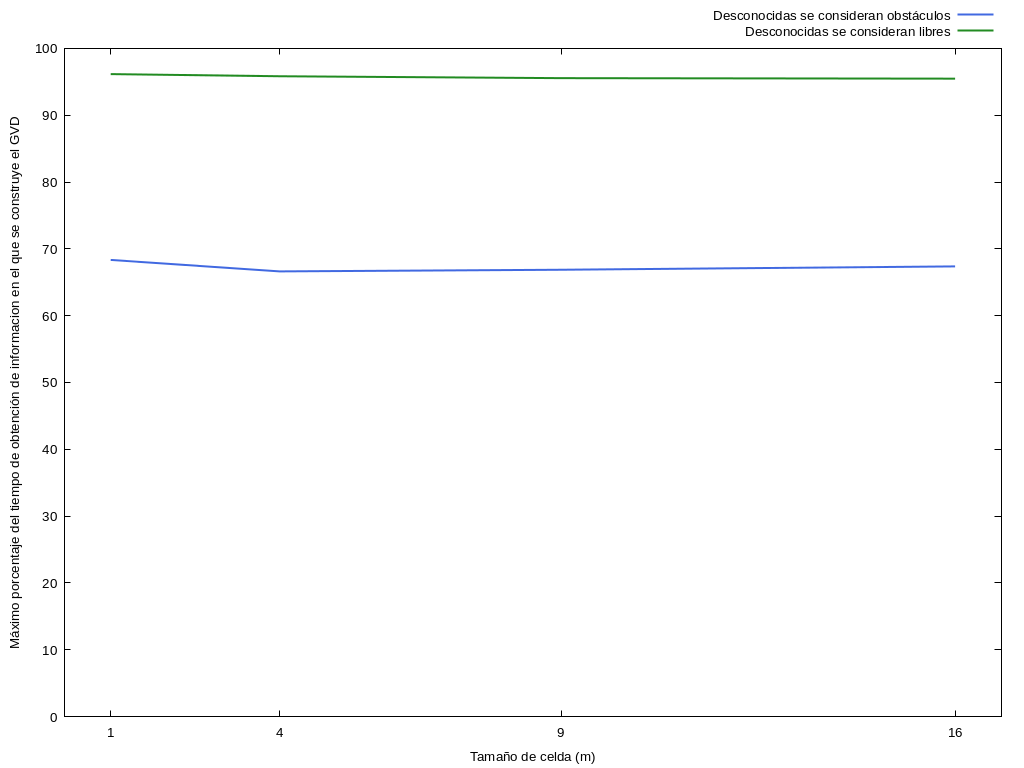 Desconocidas se consideran obstáculos
Desconocidas se consideran libres
100
90
80
70
60
50
40
30
20
10
0
Máximo porcentaje del tiempo de obtención de informacion en el que se construye el GVD
1 4 9 16
Tamaño de celda (m)